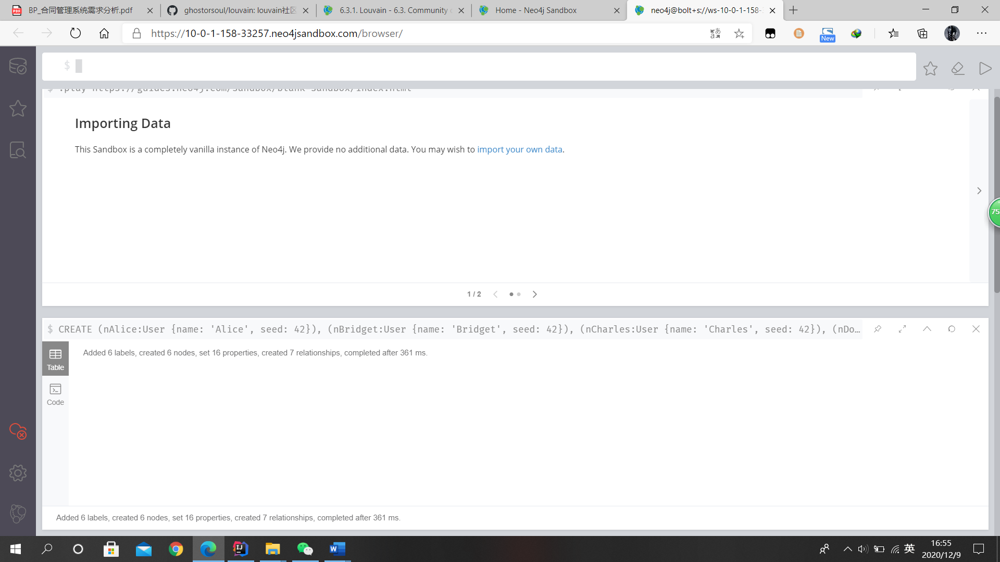 BP_合同管理系统需求分析.pdf
ghostorsoul/louvain: louvain社区
6.3.1. Louvain - 6.3. Community
Home - Neo4j Sandbox
neo4j@bolt+s://ws-10-0-1-158-
https://10-0-1-158-33257.neo4jsandbox.com/browser/
New
$
$ :play https://guides.neo4j.com/sandbox/blank-sandbox/index.html
Importing Data
This Sandbox is a completely vanilla instance of Neo4j. We provide no additional data. You may wish to import your own data.
75
1 / 2
$ CREATE (nAlice:User {name: 'Alice', seed: 42}), (nBridget:User {name: 'Bridget', seed: 42}), (nCharles:User {name: 'Charles', seed: 42}), (nDo…
Table
Added 6 labels, created 6 nodes, set 16 properties, created 7 relationships, completed after 361 ms.
Code
Added 6 labels, created 6 nodes, set 16 properties, created 7 relationships, completed after 361 ms.
英
16:55
2020/12/9